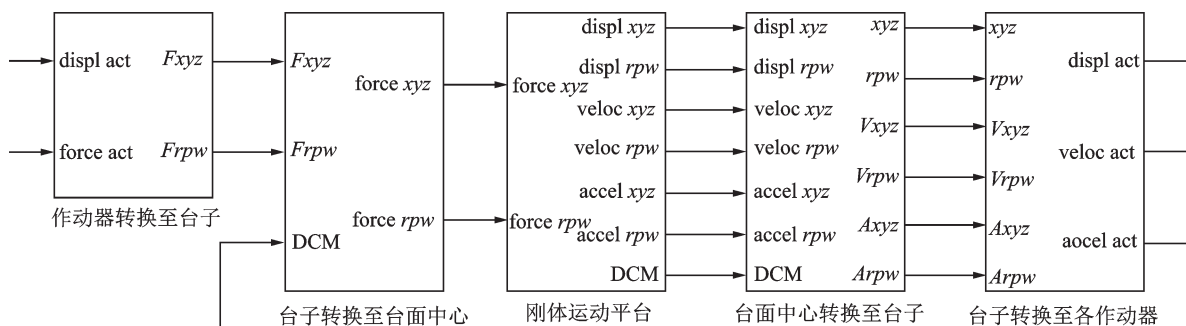 displ act
Fxyz
force act
Frpw
作动器转换至台子
Fxyz
force xyz
Frpw
force rpw
DCM
台子转换至台面中心
displ xyz
displ rpw
force xyz
veloc xyz
veloc rpw
accel xyz
force rpw
accel rpw
DCM
刚体运动平台
displ xyz
xyz
displ rpw
rpw
veloc xyz
Vxyz
veloc rpw
Vrpw
accel xyz
Axyz
accel rpw
DCM
Arpw
台面中心转换至台子
xyz
displ act
rpw
Vxyz
veloc act
Vrpw
Axyz
aocel act
Arpw
台子转换至各作动器